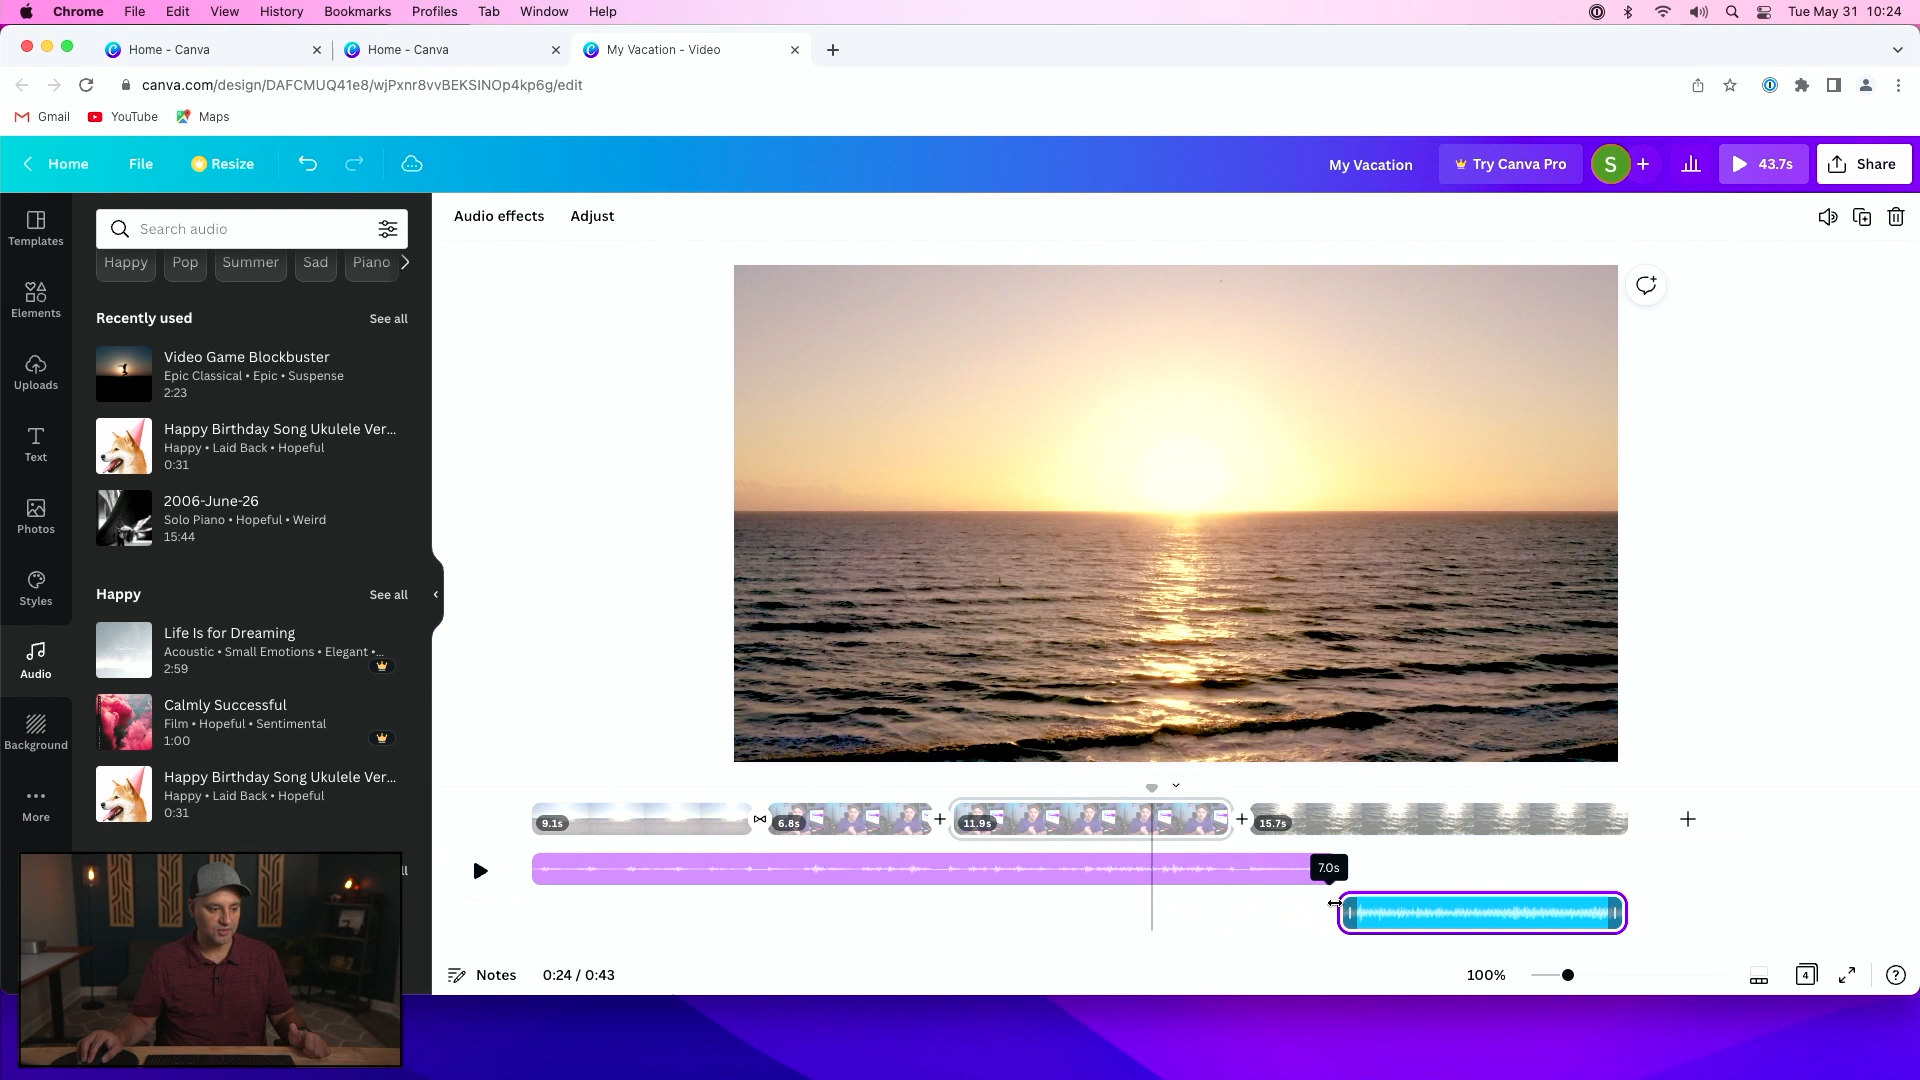 Chrome File Edit View History Bookmarks Profiles Tab Window Help Tue May 31 10:24
Home - Canva Home - Canva My Vacation - Video
canva.com/design/DAFCMUQ41e8/wjPxnr8vvBEKSINOp4kp6g/edit
Gmail YouTube Maps
Home File Resize My Vacation Try Canva Pro S 43.7s Share
Templates
Elements
Uploads
Text
Photos
Styles
Audio
Background
More
Search audio
Happy Pop Summer Sad Piano
Recently used See all
Video Game Blockbuster
Epic Classical • Epic • Suspense
2:23
Happy Birthday Song Ukulele Ver...
Happy • Laid Back • Hopeful
0:31
2006-June-26
Solo Piano • Hopeful • Weird
15:44
Happy See all
Life Is for Dreaming
Acoustic • Small Emotions • Elegant •...
2:59
Calmly Successful
Film • Hopeful • Sentimental
1:00
Happy Birthday Song Ukulele Ver...
Happy • Laid Back • Hopeful
0:31
Audio effects Adjust
9.1s 6.8s 11.9s 15.7s
7.0s
Notes 0:24 / 0:43 100% 4